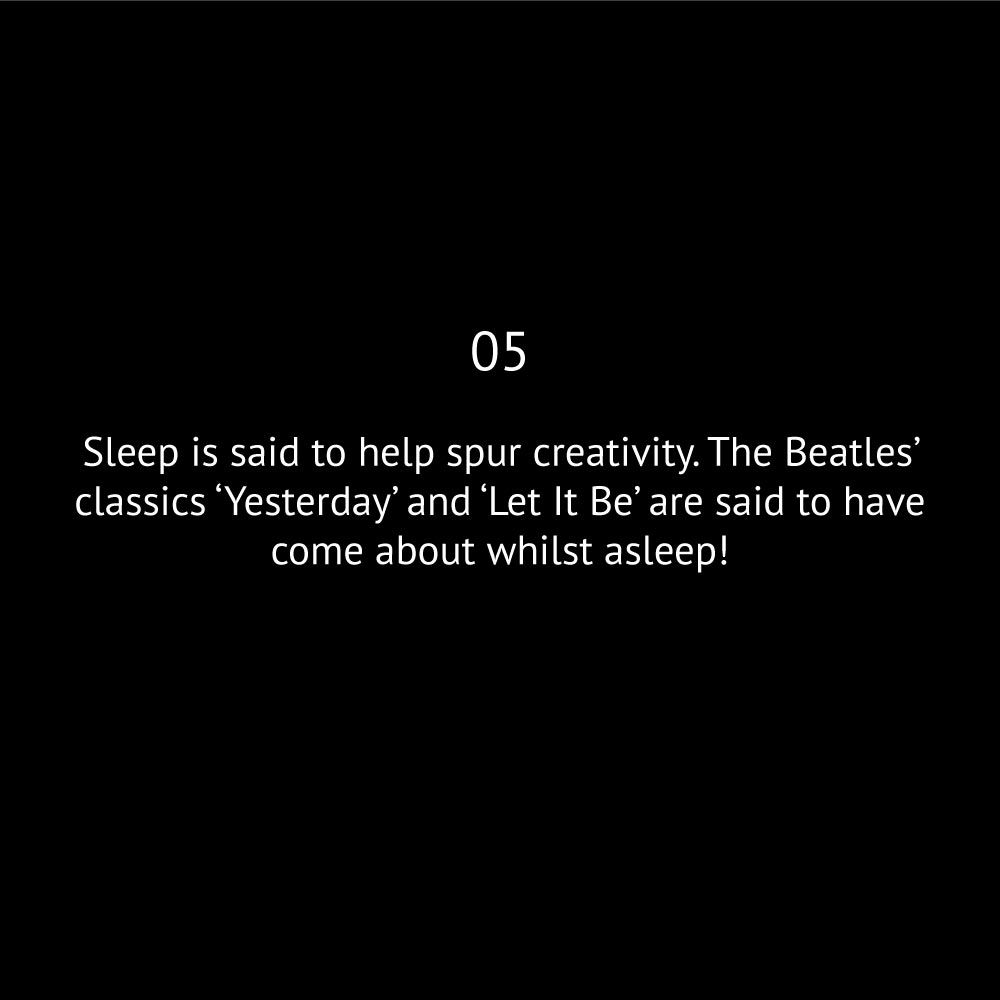 05
Sleep is said to help spur creativity. The Beatles’
classics ‘Yesterday’ and ‘Let It Be’ are said to have
come about whilst asleep!